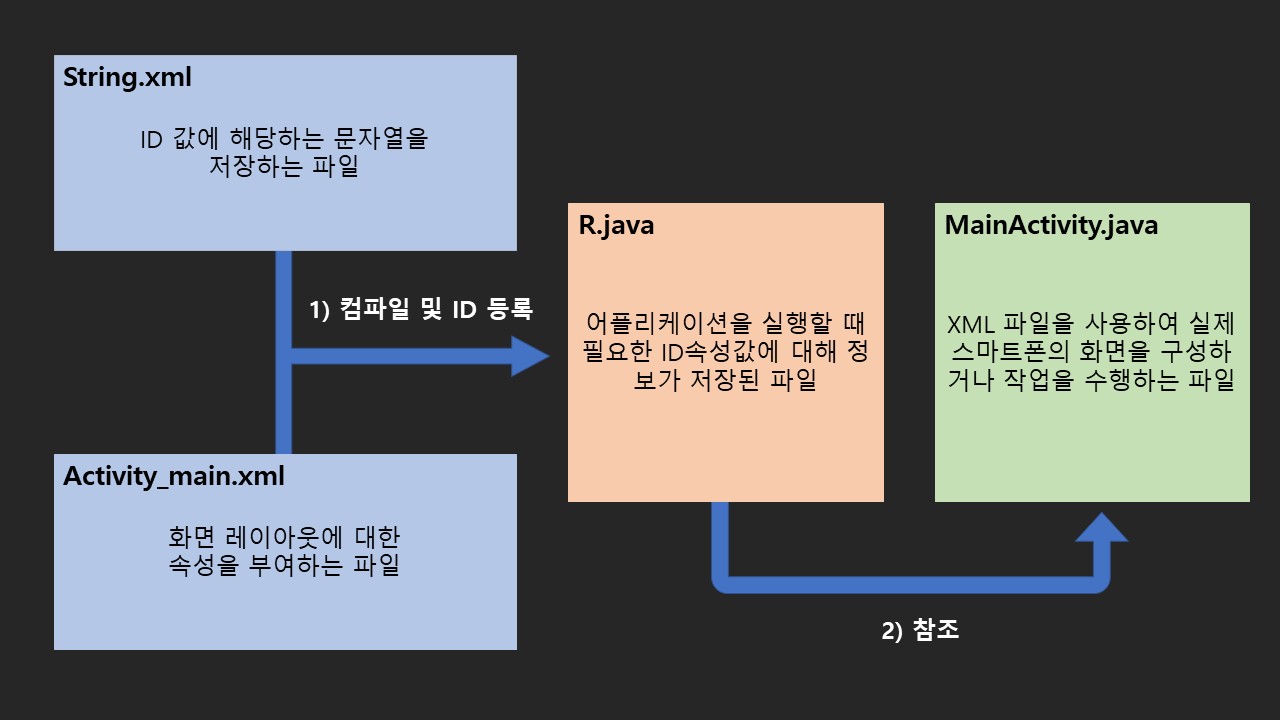 String.xml
ID 값에 해당하는 문자열을
저장하는 파일
1) 컴파일 및 ID 등록
Activity_main.xml
화면 레이아웃에 대한
속성을 부여하는 파일
R.java
어플리케이션을 실행할 때
필요한 ID속성값에 대해 정
보가 저장된 파일
MainActivity.java
XML 파일을 사용하여 실제
스마트폰의 화면을 구성하
거나 작업을 수행하는 파일
2) 참조